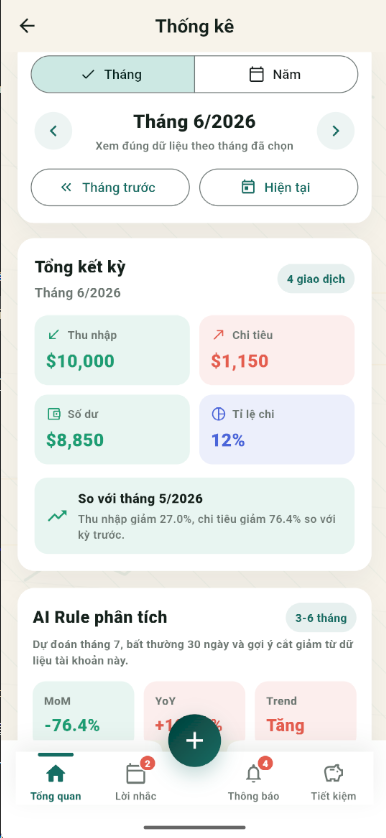 Thống kê
Tháng
Năm
Tháng 6/2026
Xem đúng dữ liệu theo tháng đã chọn
Tháng trước
Hiện tại
Tổng kết kỳ
4 giao dịch
Tháng 6/2026
Thu nhập
Chi tiêu
$10,000
$1,150
Số dư
Tỉ lệ chi
$8,850
12%
So với tháng 5/2026
Thu nhập giảm 27.0%, chi tiêu giảm 76.4% so với
kỳ trước.
AI Rule phân tích
3-6 tháng
Dự đoán tháng 7, bất thường 30 ngày và gợi ý cắt giảm từ dữ
liệu tài khoản này.
MoM
YoY
Trend
-76.4%
Tăng
2
4
Tổng quan
Lời nhắc
Thông báo
Tiết kiệm